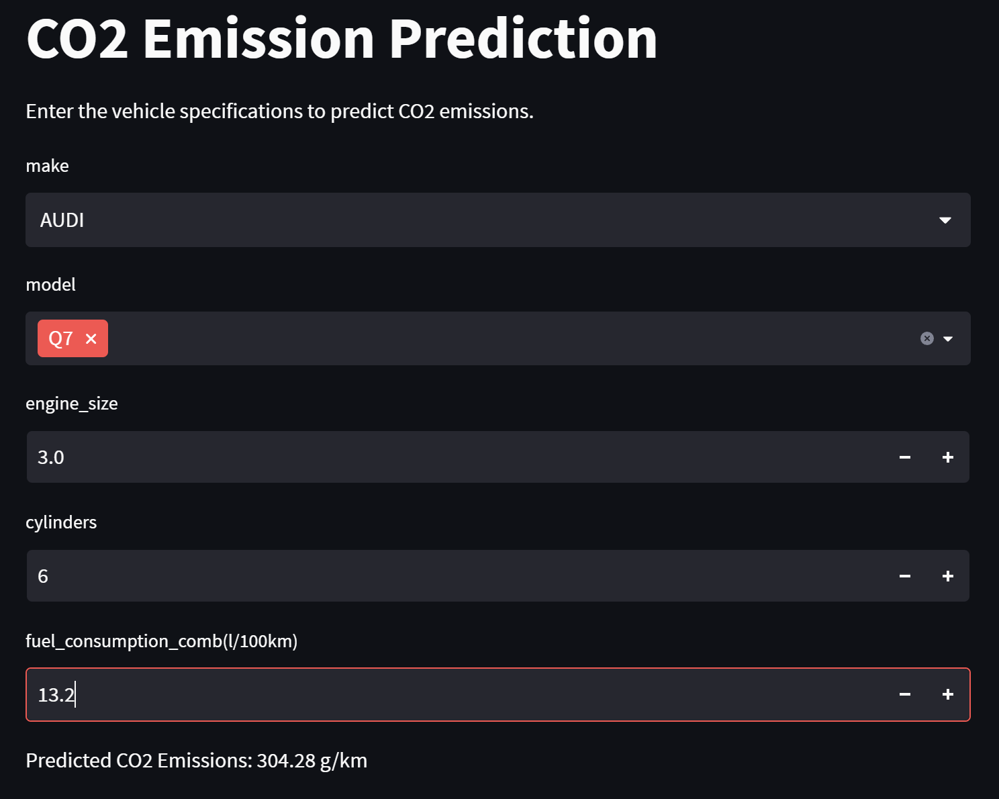 CO2 Emission Prediction
Enter the vehicle specifications to predict CO2 emissions.
make
AUDI
model
Q7
engine_size
3.0
cylinders
6
fuel_consumption_comb(l/100km)
13.2
Predicted CO2 Emissions: 304.28 g/km